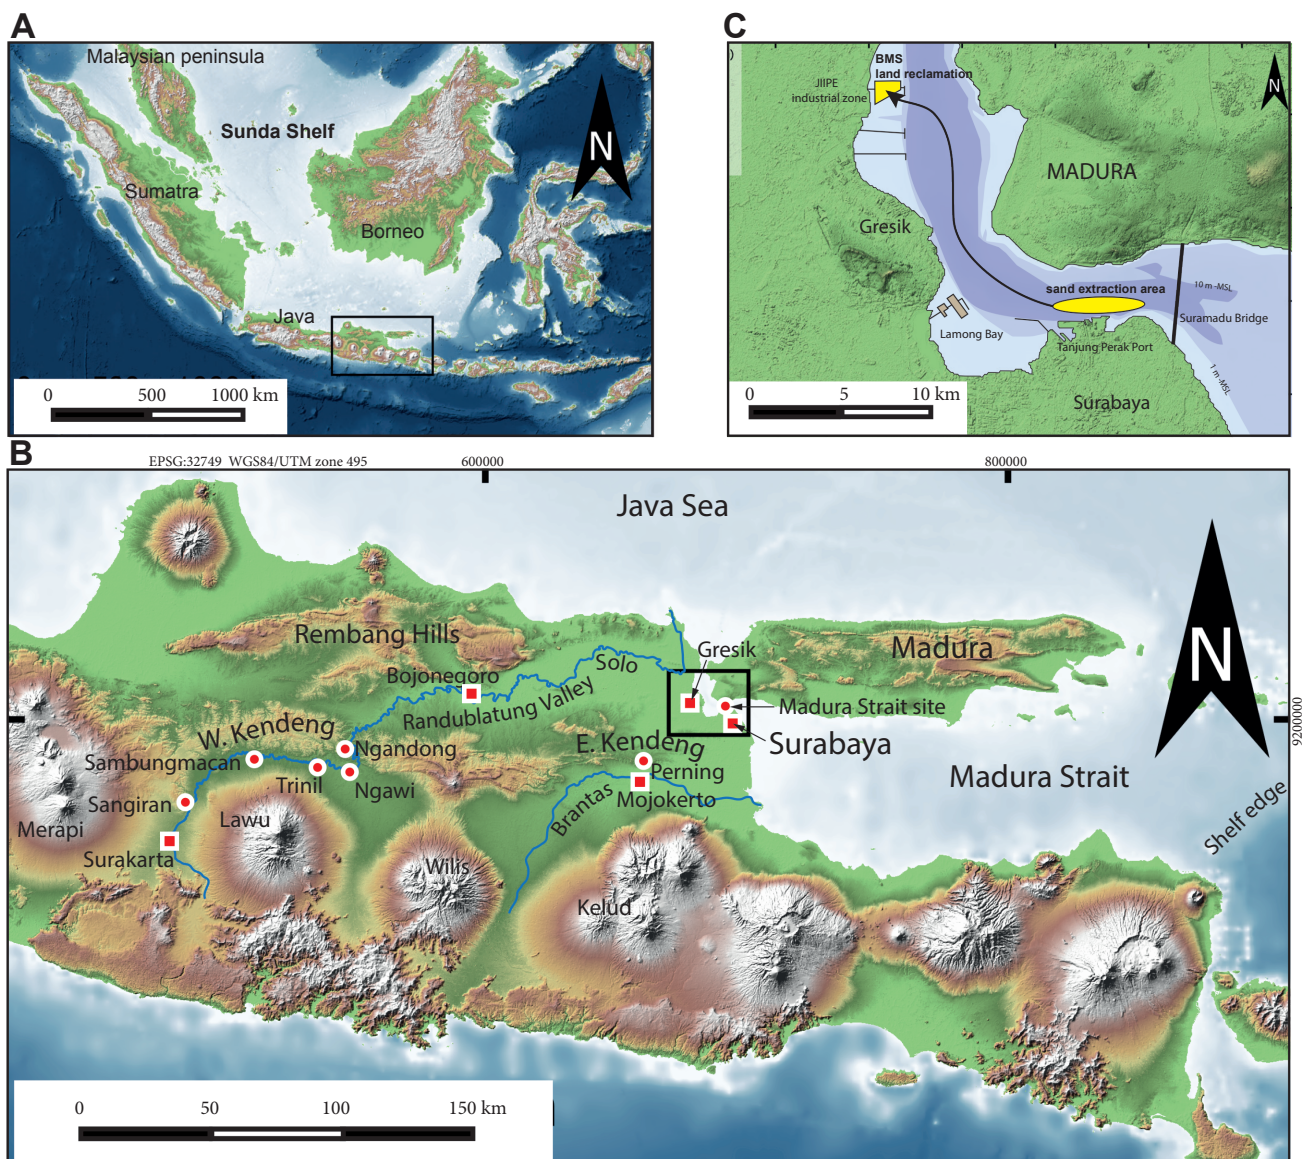 A
Malaysian peninsula
Sunda Shelf
N
Sumatra
Borneo
Java
0 500 1000 km
C
BMS
land reclamation
JIIPE
industrial zone
N
MADURA
Gresik
sand extraction area
10 m -MSL
Suramadu Bridge
Lamong Bay
Tanjung Perak Port
1 m -MSL
0 5 10 km
Surabaya
B
EPSG:32749 WGS84/UTM zone 49S
600000
800000
Java Sea
N
Rembang Hills
Madura
Gresik
Solo
Bojonegoro
Randublatung Valley
Madura Strait site
9200000
W. Kendeng
Ngandong
E. Kendeng
Surabaya
Sambungmacan
Perning
Madura Strait
Trinil
Ngawi
Mojokerto
Sangiran
Brantas
Shelf edge
Merapi
Lawu
Surakarta
Wilis
Kelud
0 50 100 150 km